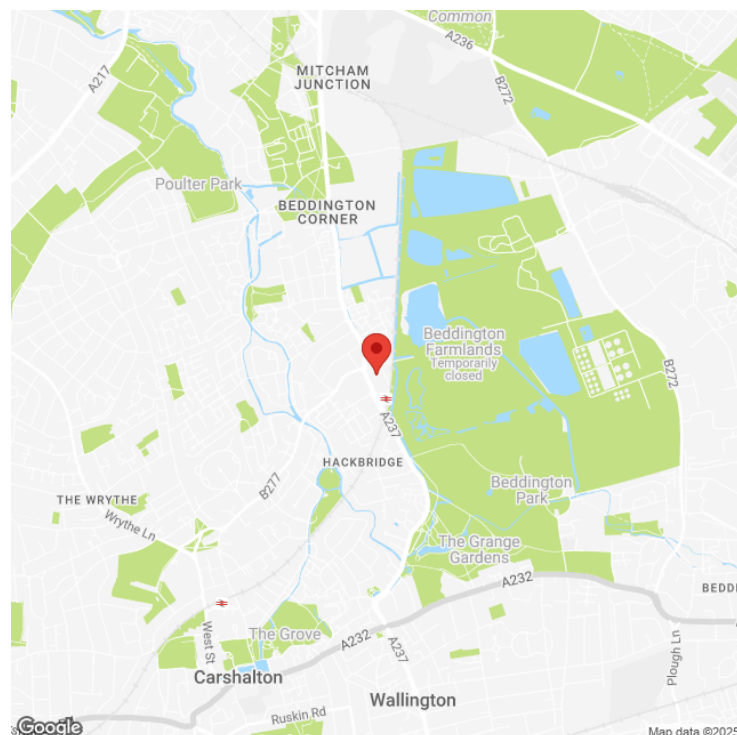 Common
A236
A217
B272
MITCHAM
JUNCTION
Poulter Park
BEDDINGTON
CORNER
Beddington
Farmlands
Temporarily
closed
B272
A237
HACKBRIDGE
B277
THE WRYTHE
Wrythe Ln
Beddington
Park
The Grange
Gardens
A232
BEDDI
West St
The Grove
A232
A237
Plough Ln
Carshalton
Wallington
Ruskin Rd
Google
Map data ©2025